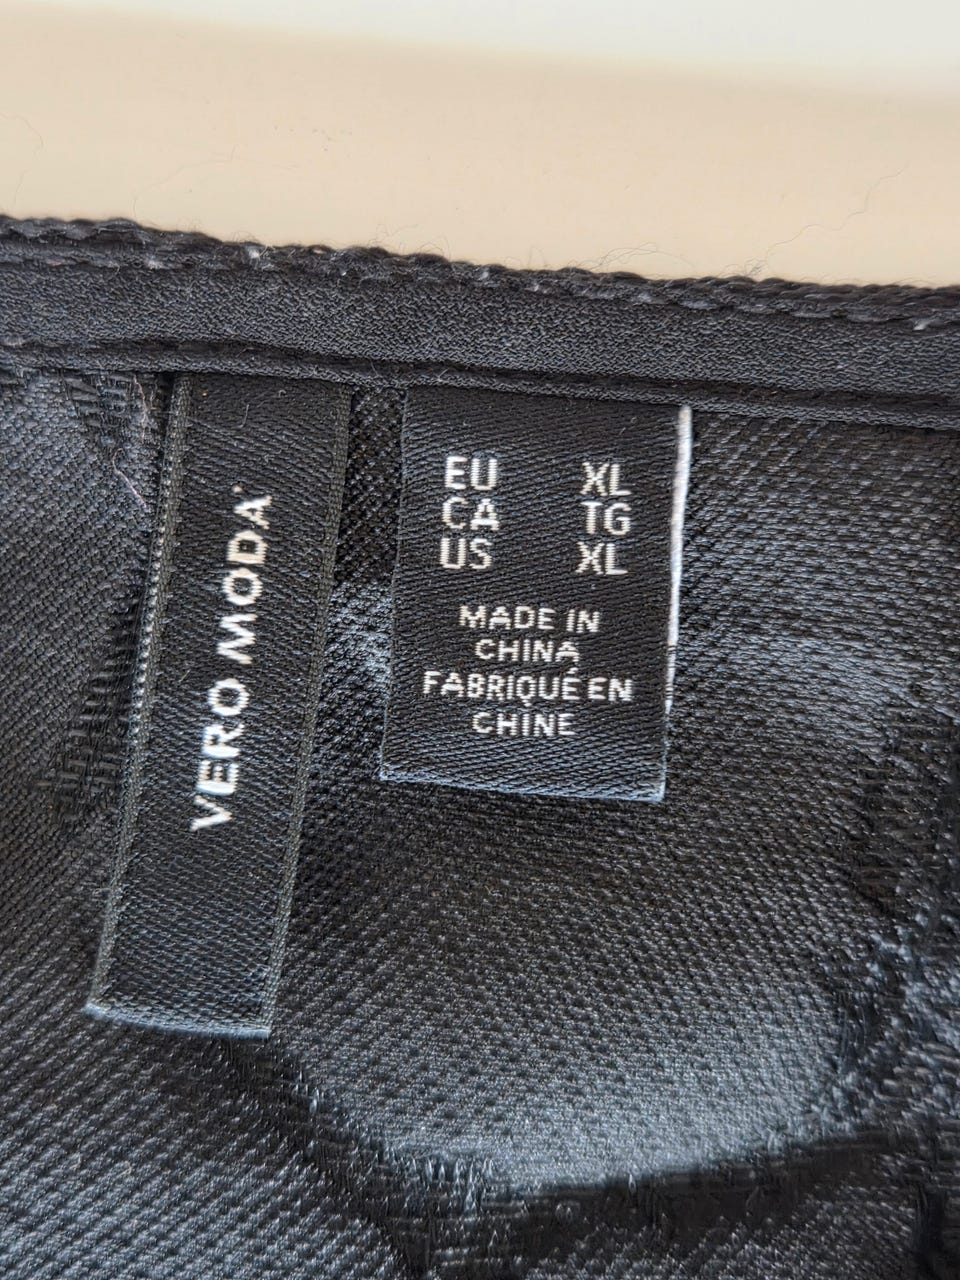 VERO MODA
EU XL
CA TG
US XL
MADE IN
CHINA
FABRIQUÉ EN
CHINE